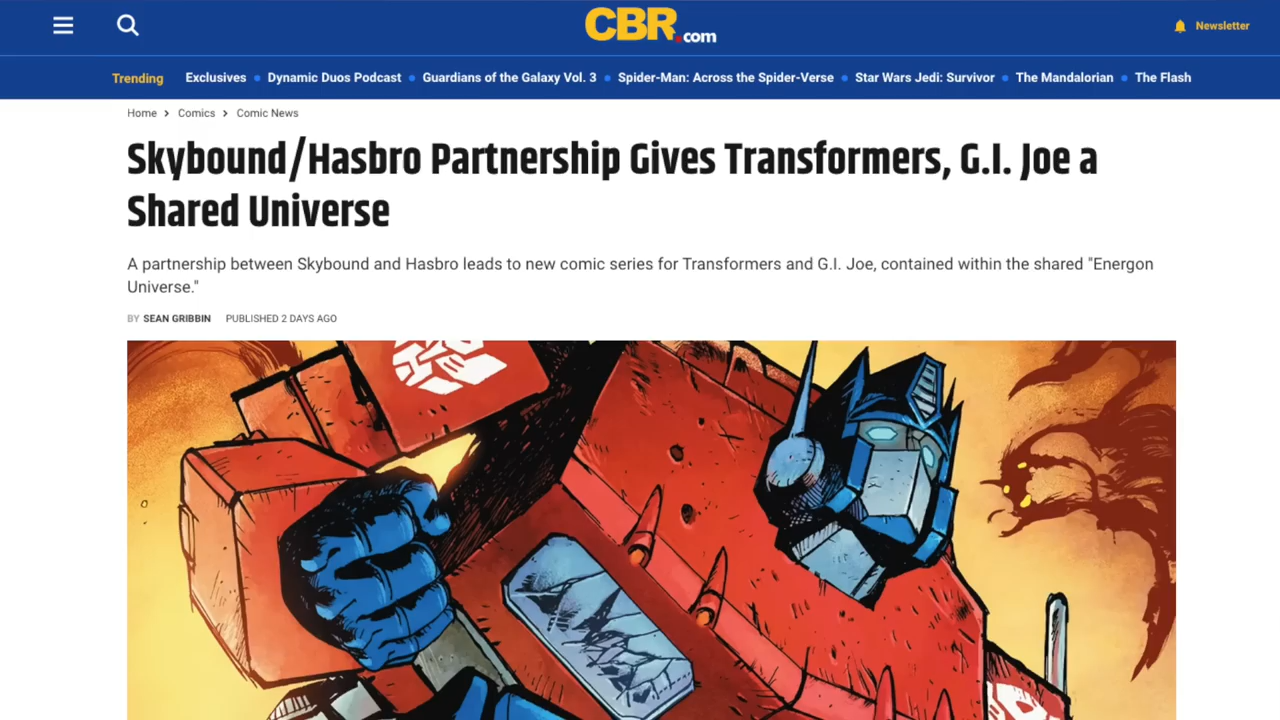 CBR.com
Newsletter
Trending Exclusives Dynamic Duos Podcast Guardians of the Galaxy Vol. 3 Spider-Man: Across the Spider-Verse Star Wars Jedi: Survivor The Mandalorian The Flash
Home > Comics > Comic News
Skybound/Hasbro Partnership Gives Transformers, G.I. Joe a
Shared Universe
A partnership between Skybound and Hasbro leads to new comic series for Transformers and G.I. Joe, contained within the shared "Energon
Universe."
BY SEAN GRIBBIN PUBLISHED 2 DAYS AGO